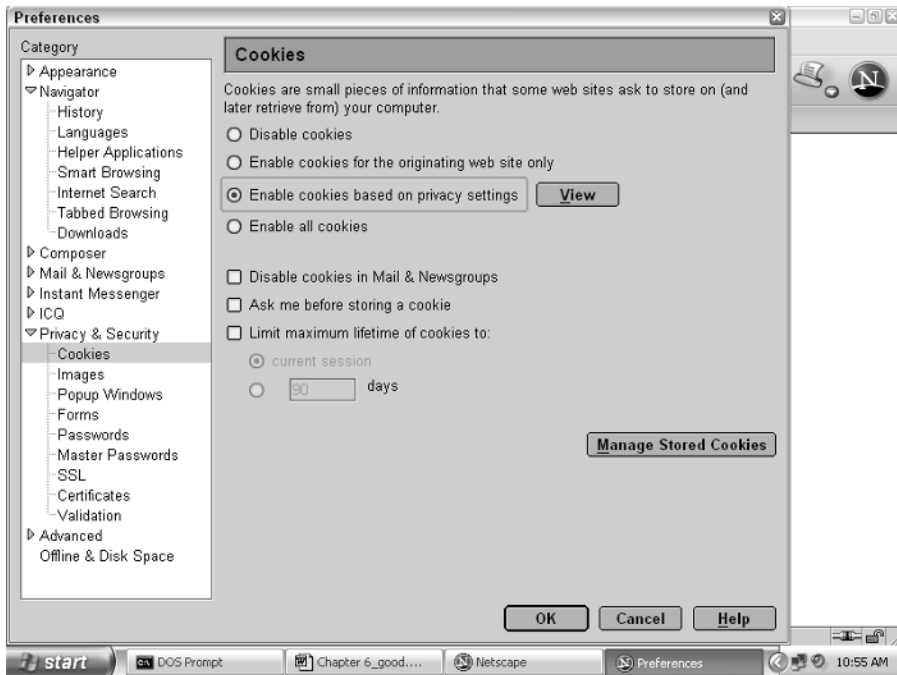 Preferences
Category
Appearance
Navigator
History
Languages
Helper Applications
Smart Browsing
Internet Search
Tabbed Browsing
Downloads
Composer
Mail & Newsgroups
Instant Messenger
ICQ
Privacy & Security
Cookies
Images
Popup Windows
Forms
Passwords
Master Passwords
SSL
Certificates
Validation
Advanced
Offline & Disk Space
Cookies
Cookies are small pieces of information that some web sites ask to store on (and
later retrieve from) your computer.
Disable cookies
Enable cookies for the originating web site only
Enable cookies based on privacy settings View
Enable all cookies
Disable cookies in Mail & Newsgroups
Ask me before storing a cookie
Limit maximum lifetime of cookies to:
current session
90 days
Manage Stored Cookies
OK Cancel Help
N
start DOS Prompt Chapter 6_good.... Netscape Preferences 10:55 AM